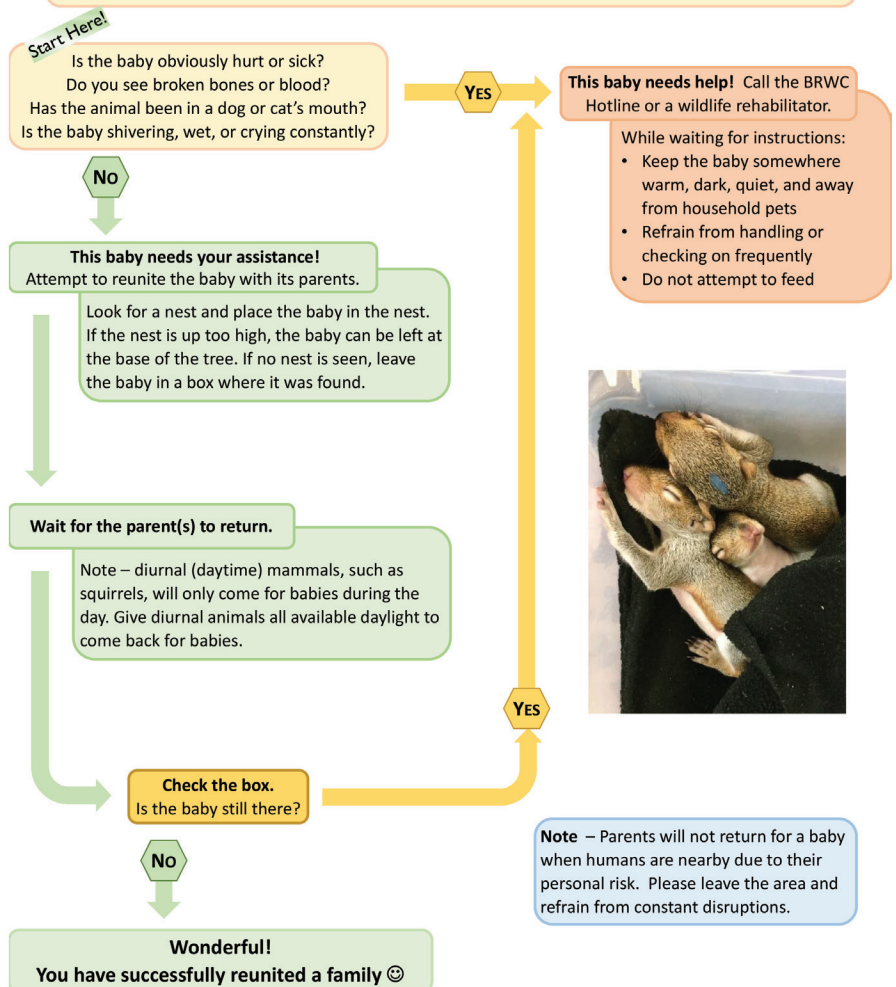 Start Here!
Is the baby obviously hurt or sick?
Do you see broken bones or blood?
Has the animal been in a dog or cat's mouth?
Is the baby shivering, wet, or crying constantly?
YES
This baby needs help! Call the BRWC
Hotline or a wildlife rehabilitator.
While waiting for instructions:
• Keep the baby somewhere
warm, dark, quiet, and away
from household pets
• Refrain from handling or
checking on frequently
• Do not attempt to feed
NO
This baby needs your assistance!
Attempt to reunite the baby with its parents.
Look for a nest and place the baby in the nest.
If the nest is up too high, the baby can be left at
the base of the tree. If no nest is seen, leave
the baby in a box where it was found.
Wait for the parent(s) to return.
Note – diurnal (daytime) mammals, such as
squirrels, will only come for babies during the
day. Give diurnal animals all available daylight to
come back for babies.
YES
Check the box.
Is the baby still there?
NO
Note – Parents will not return for a baby
when humans are nearby due to their
personal risk. Please leave the area and
refrain from constant disruptions.
Wonderful!
You have successfully reunited a family ☺